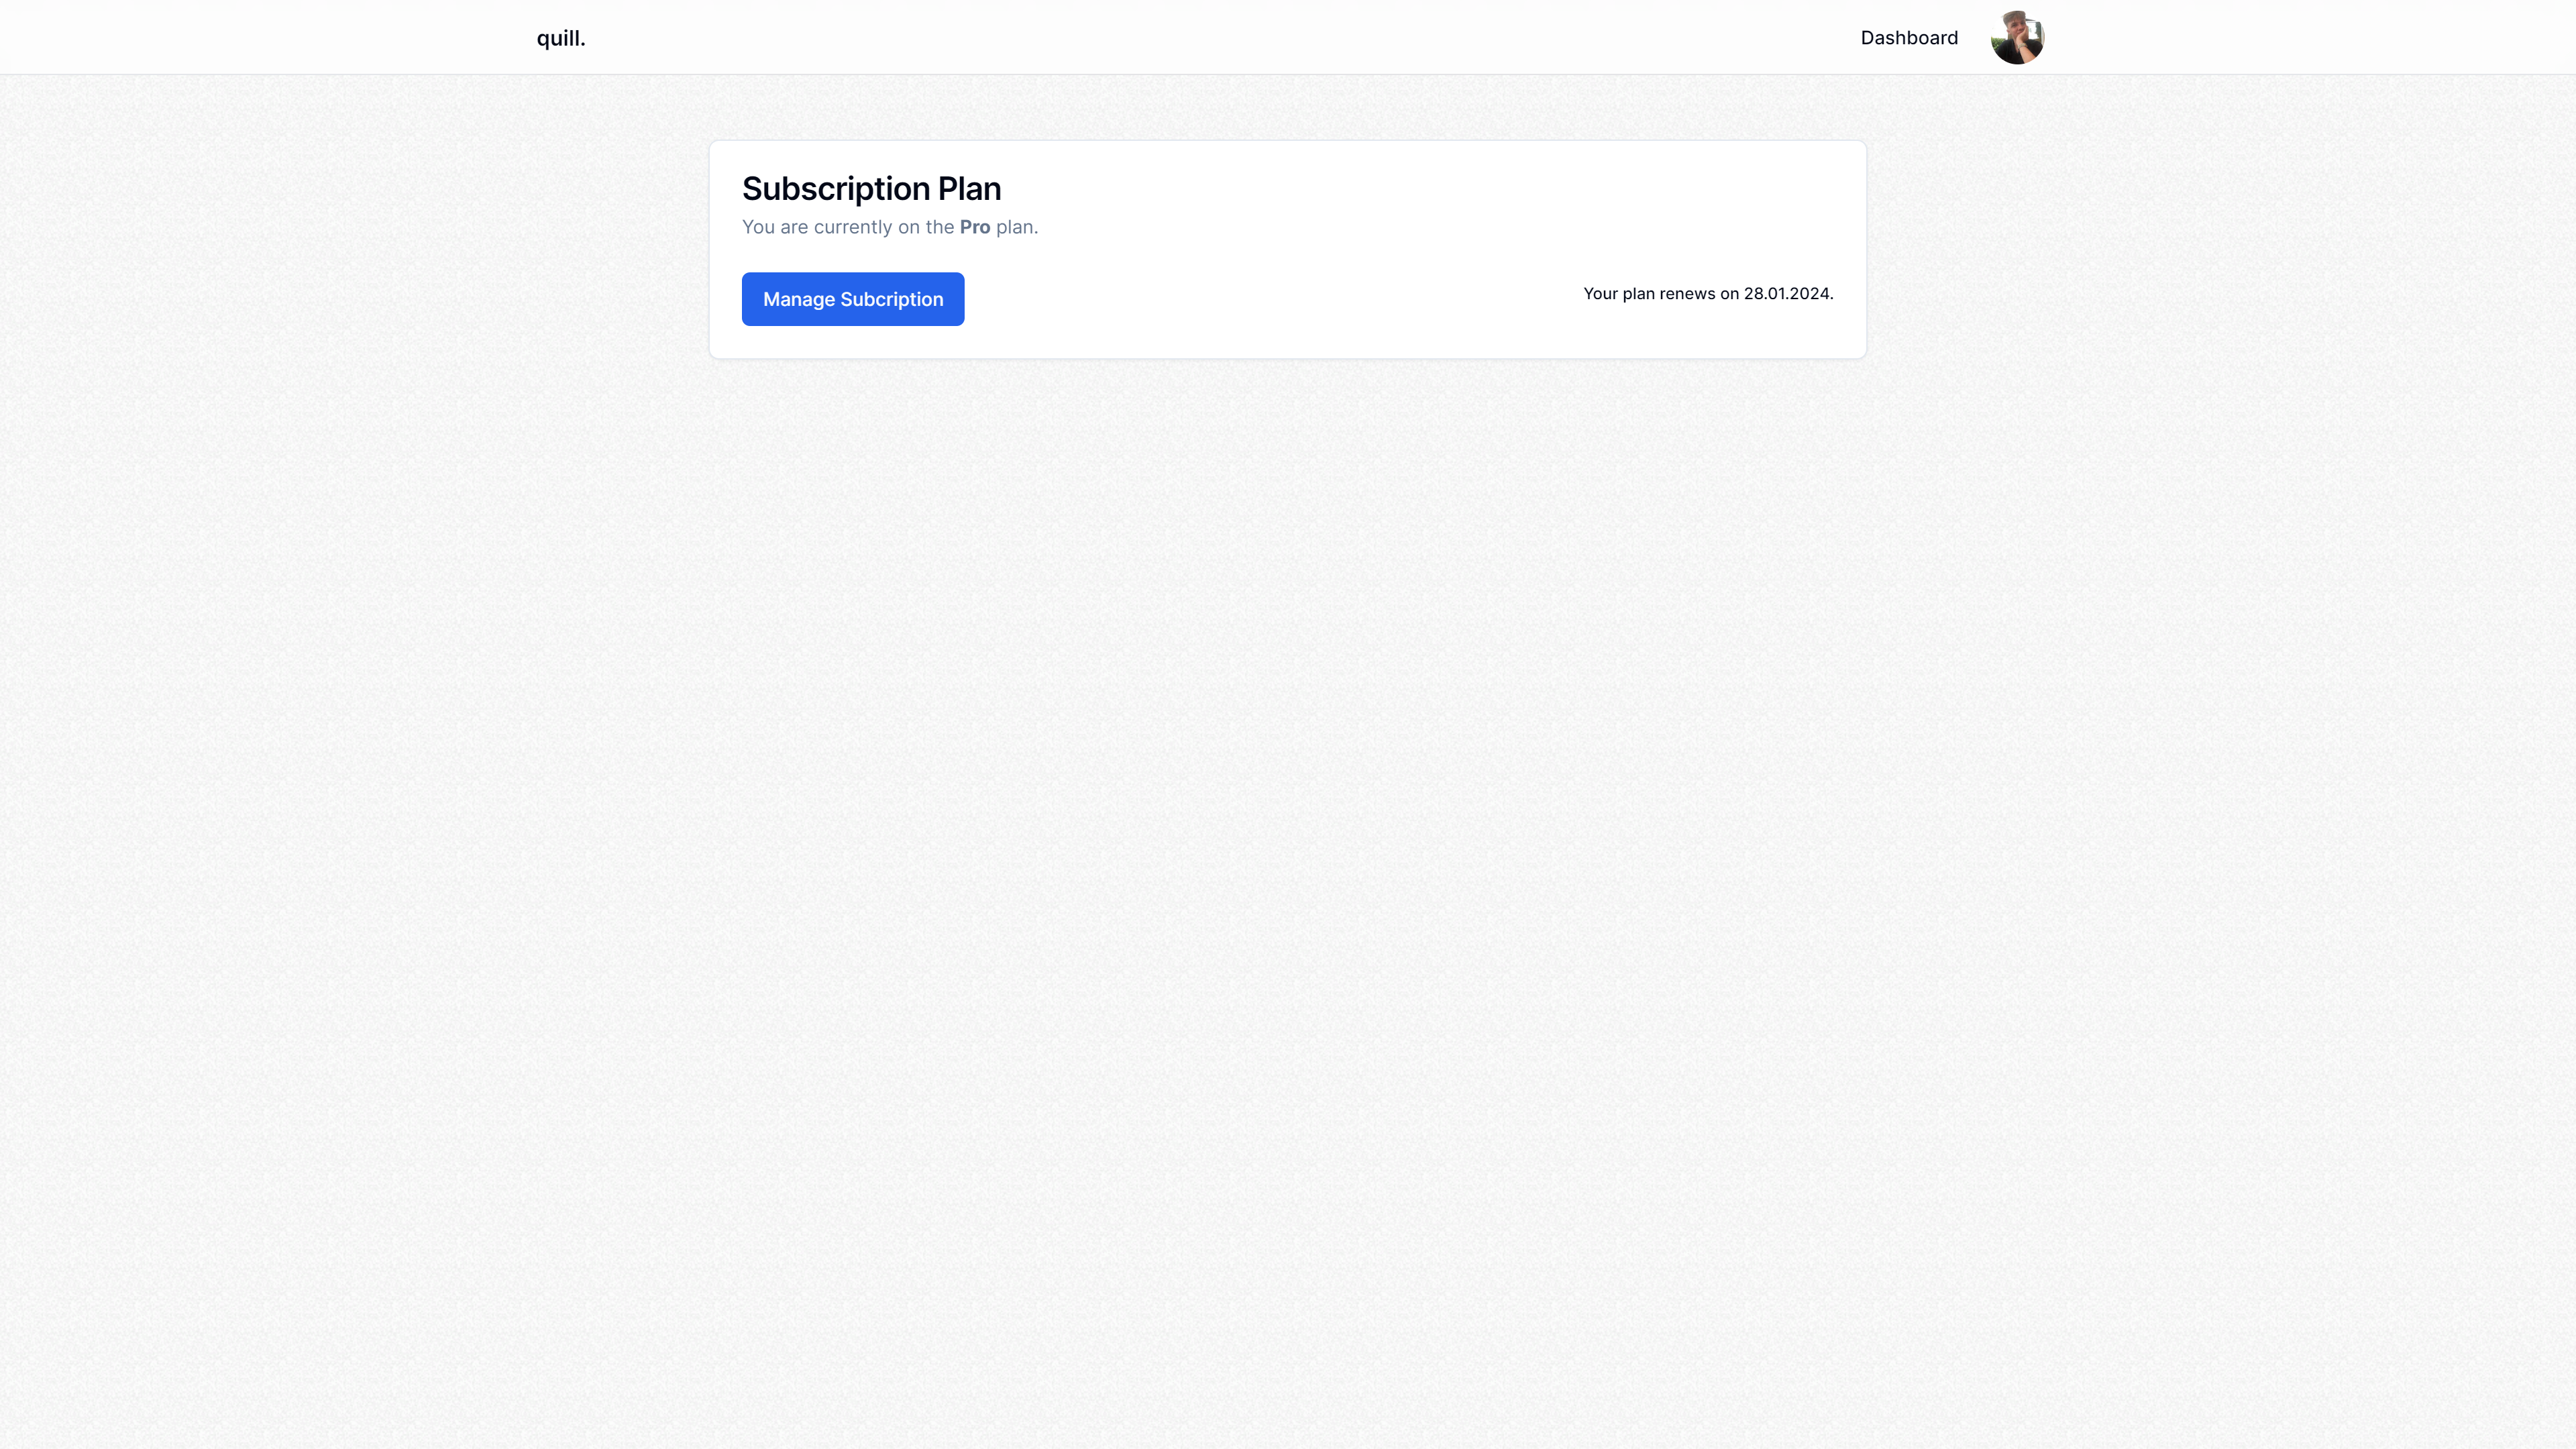 quill.
Dashboard
Subscription Plan
You are currently on the Pro plan.
Manage Subcription
Your plan renews on 28.01.2024.